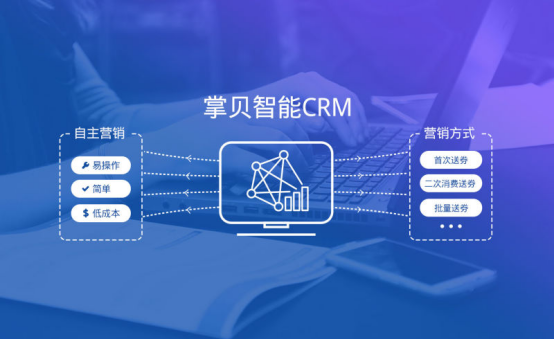 掌贝智能CRM
自主营销
易操作
简单
低成本
营销方式
首次送券
二次消费送券
批量送券
•••